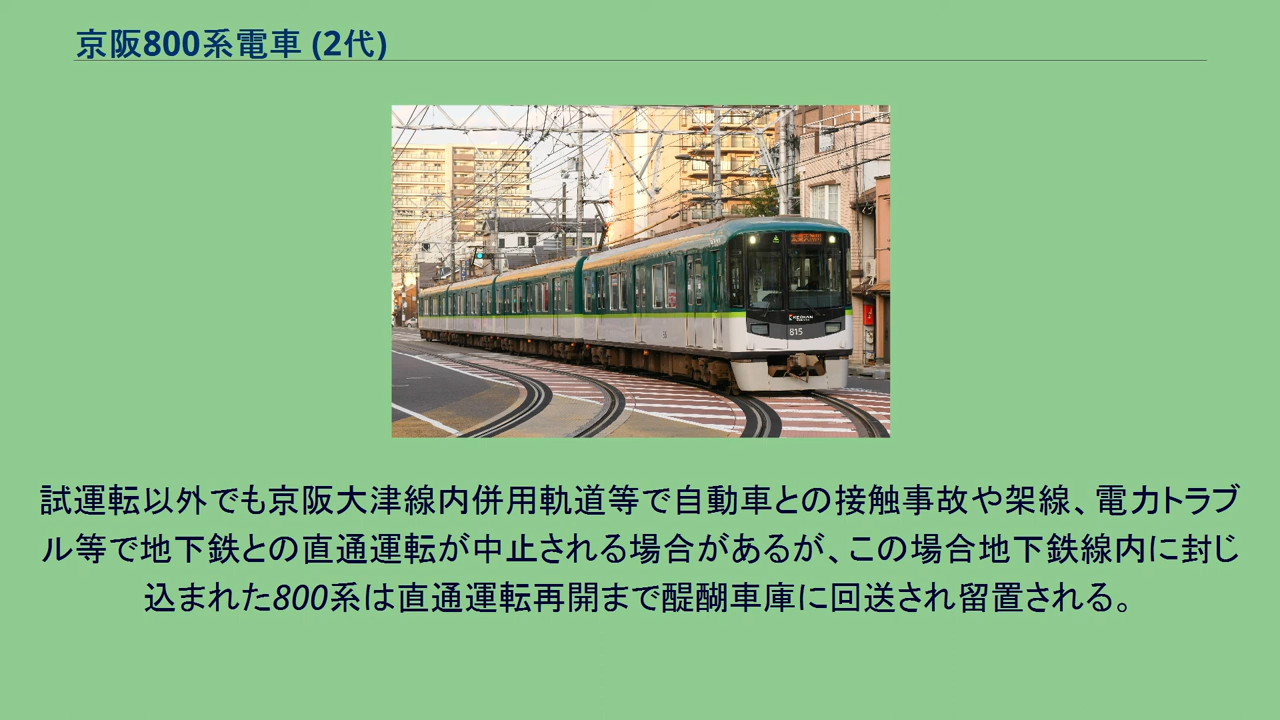 京阪800系電車 (2代)
815
試運転以外でも京阪大津線内併用軌道等で自動車との接触事故や架線、電力トラブ
ル等で地下鉄との直通運転が中止される場合があるが、この場合地下鉄線内に封じ
込まれた800系は直通運転再開まで醍醐車庫に回送され留置される。